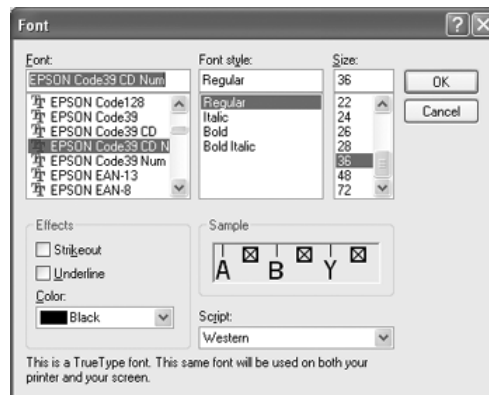 Font
Font:
EPSON Code39 CD Num
EPSON Code128
EPSON Code39
EPSON Code39 CD
EPSON Code39 CD N
EPSON Code39 Num
EPSON EAN-13
EPSON EAN-8
Font style:
Regular
Regular
Italic
Bold
Bold Italic
Size:
36
22
24
26
28
36
48
72
OK
Cancel
Effects
Strikeout
Underline
Color:
Black
Sample
A B Y
Script:
Western
This is a TrueType font. This same font will be used on both your
printer and your screen.